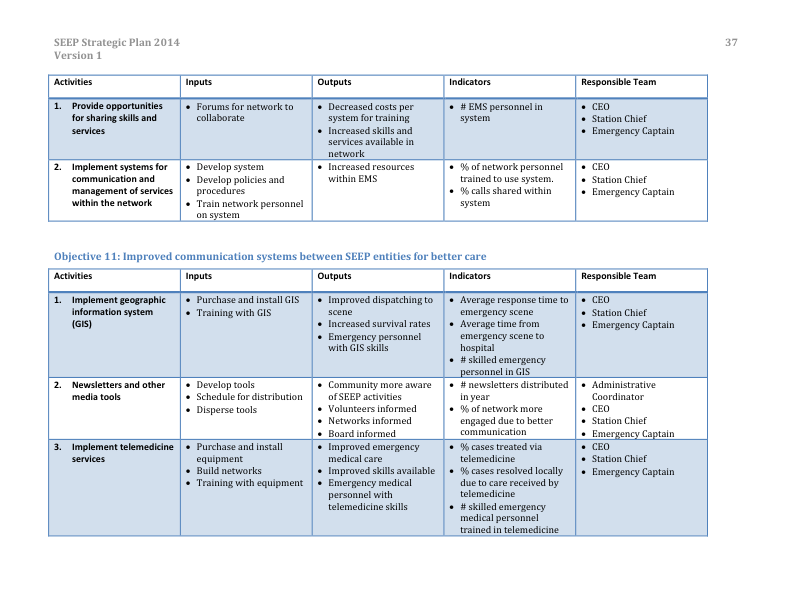 SEEP Strategic Plan 2014
Version 1
37
Activities
Inputs
Outputs
Indicators
Responsible Team
1. Provide opportunities
for sharing skills and
services
• Forums for network to
collaborate
• Decreased costs per
system for training
• Increased skills and
services available in
network
• # EMS personnel in
system
• CEO
• Station Chief
• Emergency Captain
2. Implement systems for
communication and
management of services
within the network
• Develop system
• Develop policies and
procedures
• Train network personnel
on system
• Increased resources
within EMS
• % of network personnel
trained to use system.
• % calls shared within
system
• CEO
• Station Chief
• Emergency Captain
Objective 11: Improved communication systems between SEEP entities for better care
Activities
Inputs
Outputs
Indicators
Responsible Team
1. Implement geographic
information system
(GIS)
• Purchase and install GIS
• Training with GIS
• Improved dispatching to
scene
• Increased survival rates
• Emergency personnel
with GIS skills
• Average response time to
emergency scene
• Average time from
emergency scene to
hospital
• # skilled emergency
personnel in GIS
• CEO
• Station Chief
• Emergency Captain
2. Newsletters and other
media tools
• Develop tools
• Schedule for distribution
• Disperse tools
• Community more aware
of SEEP activities
• Volunteers informed
• Networks informed
• Board informed
• # newsletters distributed
in year
• % of network more
engaged due to better
communication
• Administrative
Coordinator
• CEO
• Station Chief
• Emergency Captain
3. Implement telemedicine
services
• Purchase and install
equipment
• Build networks
• Training with equipment
• Improved emergency
medical care
• Improved skills available
• Emergency medical
personnel with
telemedicine skills
• % cases treated via
telemedicine
• % cases resolved locally
due to care received by
telemedicine
• # skilled emergency
medical personnel
trained in telemedicine
• CEO
• Station Chief
• Emergency Captain